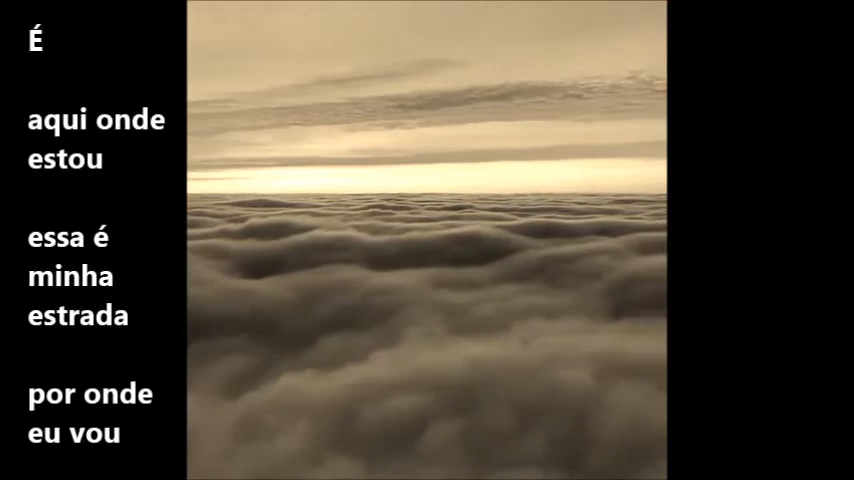 É
aqui onde
estou
essa é
minha
estrada
por onde
eu vou